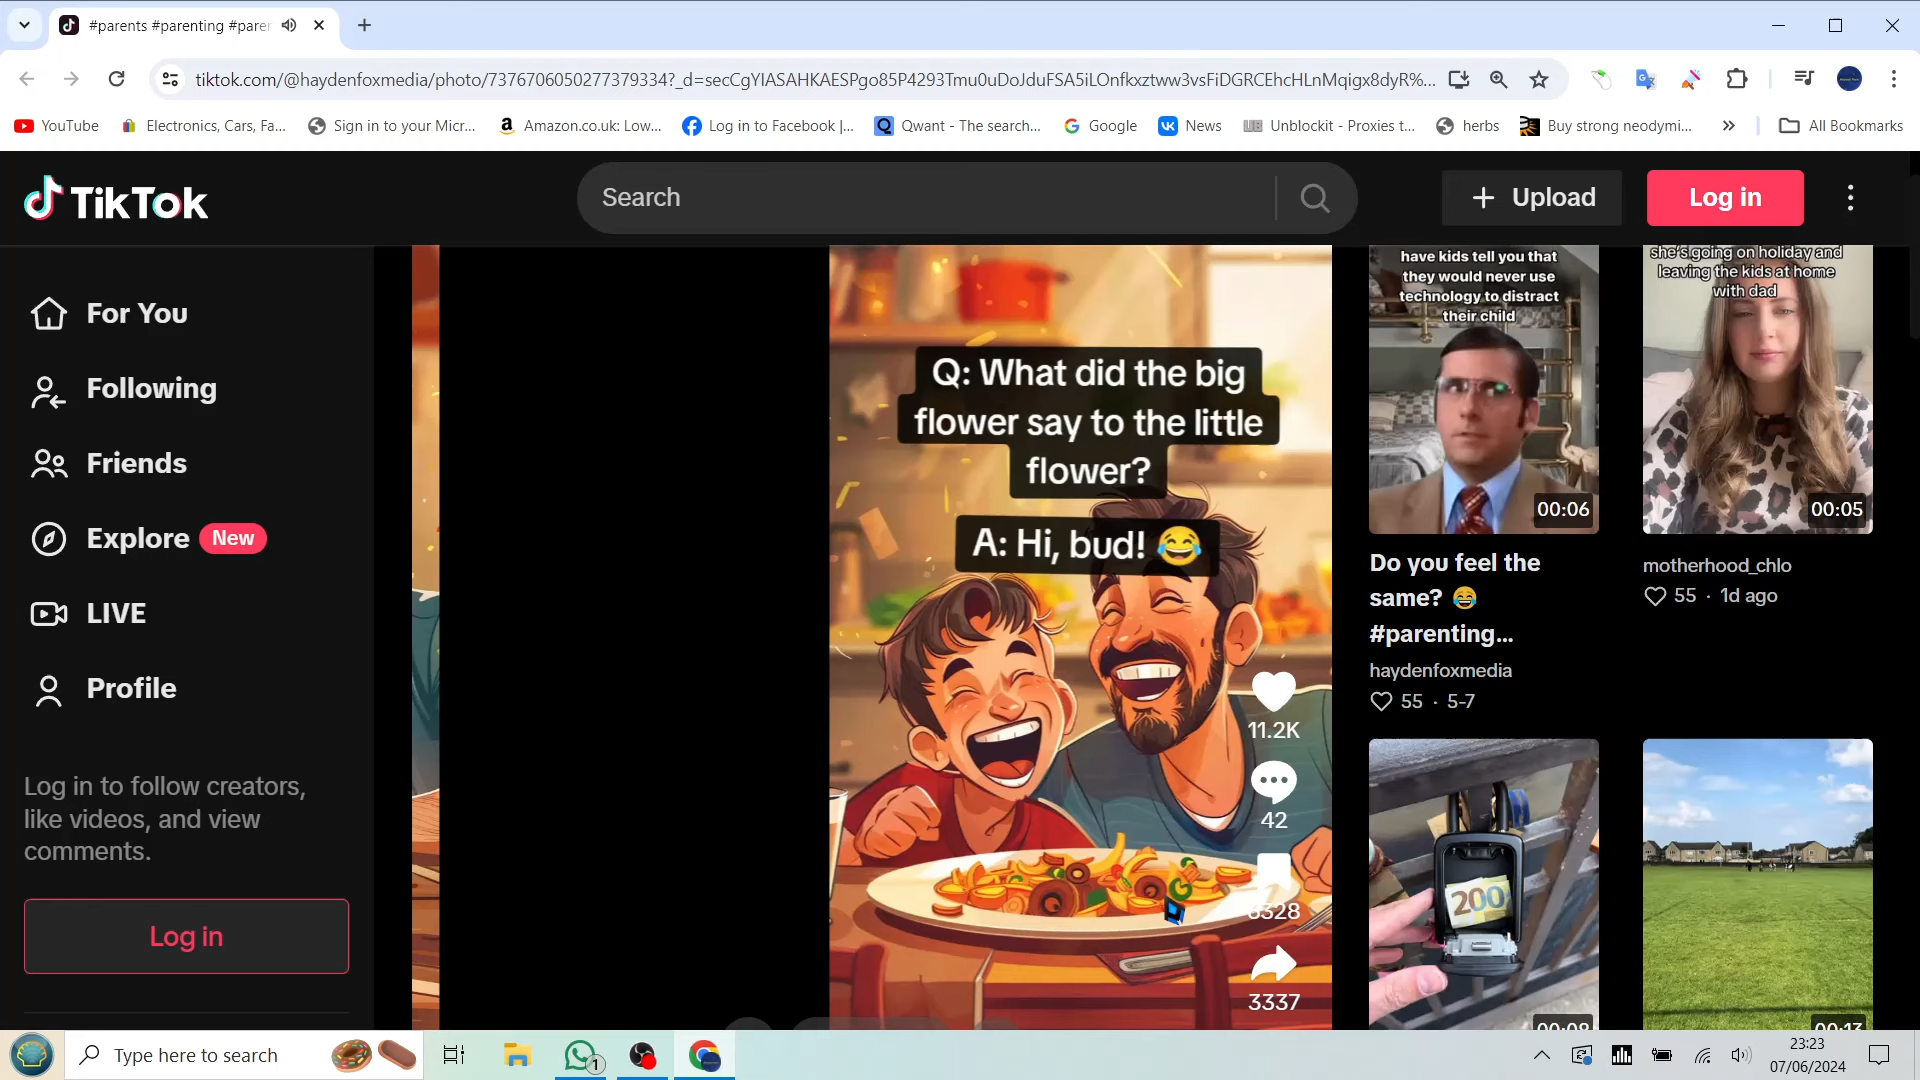 #parents #parenting #parer
tiktok.com/@haydenfoxmedia/photo/7376706050277379334?_d=secCgYIASAHKAESPgo85P4293Tmu0uDoJduFSA5iLOnfkxztww3vsFiDGRCEhcHLnMqigx8dyR%...
YouTube
Electronics, Cars, Fa...
Sign in to your Micr...
Amazon.co.uk: Low...
Log in to Facebook |...
Qwant - The search...
Google
News
Unblockit - Proxies t...
herbs
Buy strong neodymi...
All Bookmarks
TikTok
Search
Upload
Log in
For You
Following
Friends
Explore New
LIVE
Profile
Log in to follow creators,
like videos, and view
comments.
Log in
Q: What did the big
flower say to the little
flower?
A: Hi, bud! 😂
11.2K
42
8328
3337
have kids tell you that
they would never use
technology to distract
their child
00:06
Do you feel the
same? 😂
#parenting...
haydenfoxmedia
55 · 5-7
she's going on holiday and
leaving the kids at home
with dad
00:05
motherhood_chlo
55 · 1d ago
200
00:08
00:13
Type here to search
1
23:23
07/06/2024